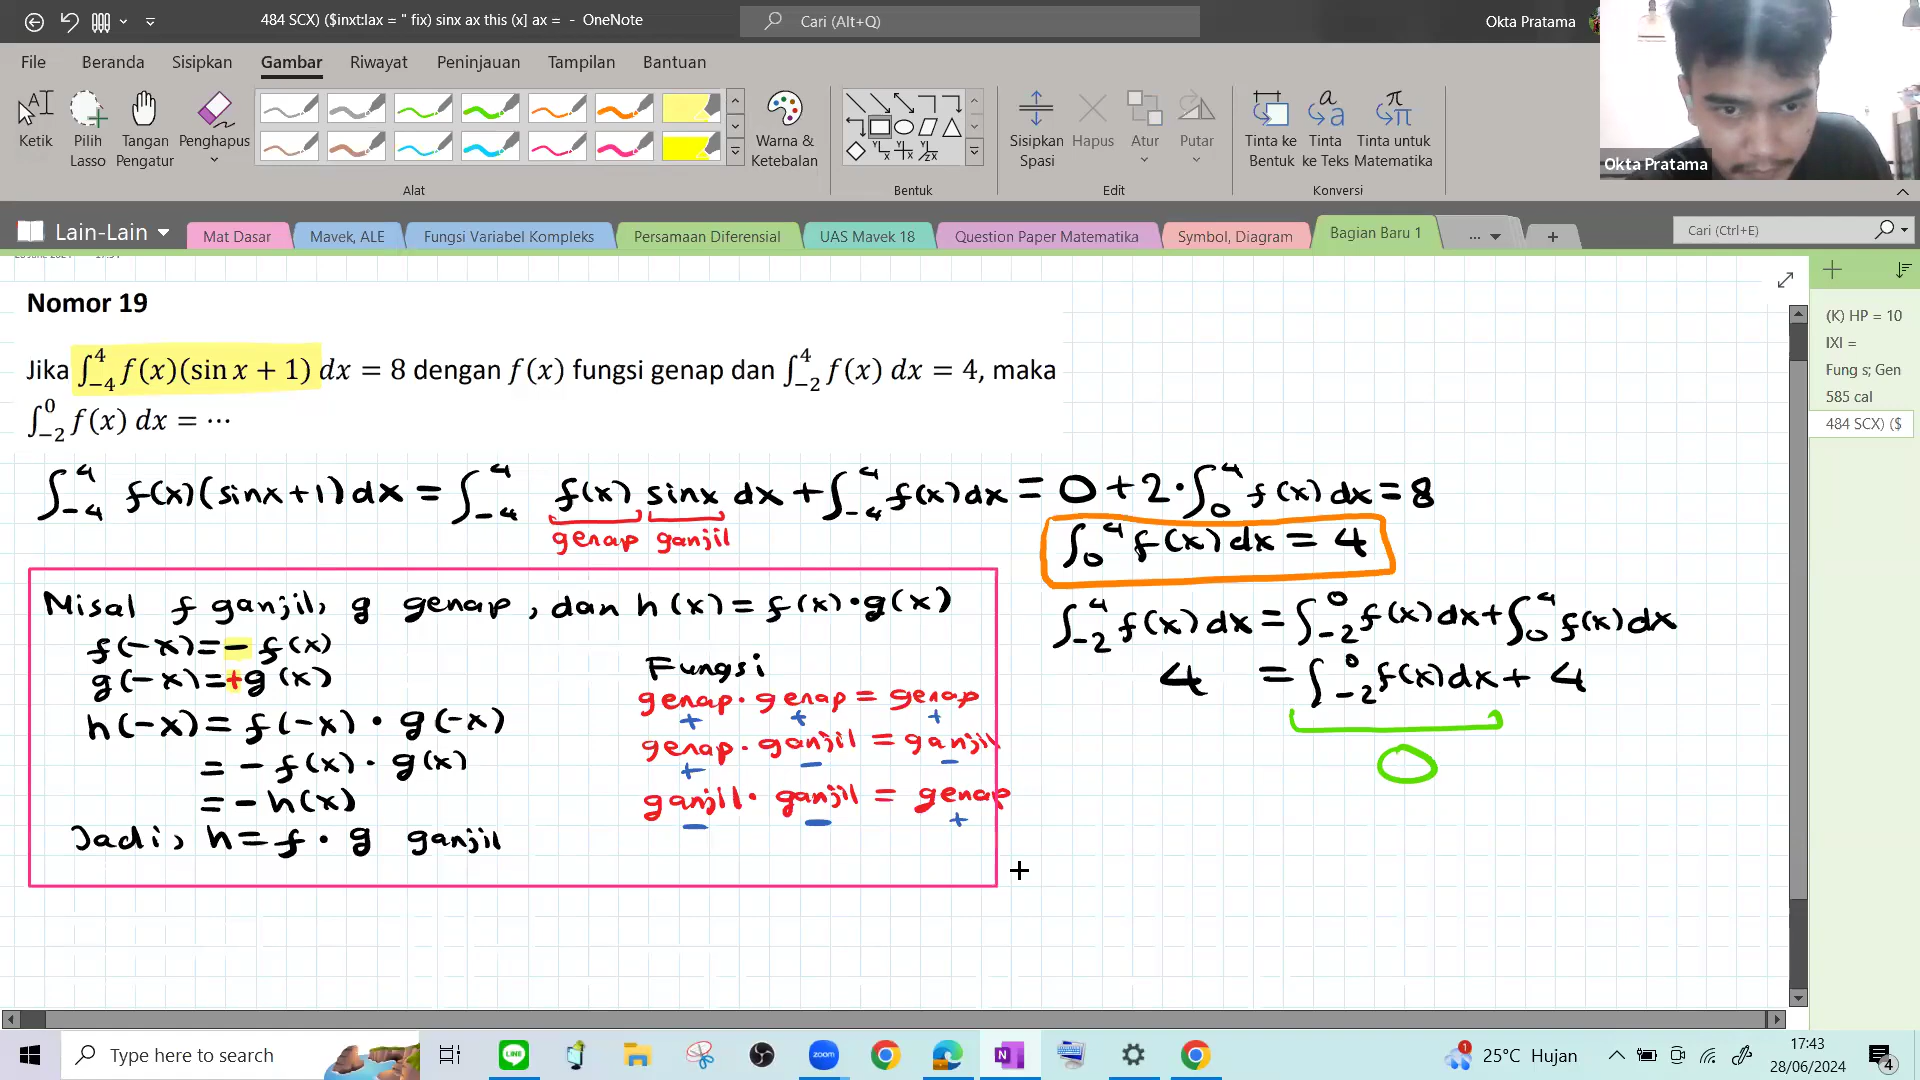 484 SCX) ($inxt:lax = " fix) sinx ax this (x] ax = - OneNote
Cari (Alt+Q)
Okta Pratama
File Beranda Sisipkan Gambar Riwayat Peninjauan Tampilan Bantuan
Ketik
Pilih Lasso
Tangan Pengatur
Penghapus
Warna & Ketebalan
Sisipkan Spasi
Hapus
Atur
Putar
Tinta ke Bentuk
Tinta ke Teks
Tinta untuk Matematika
Okta Pratama
Alat Bentuk Edit Konversi
Lain-Lain Mat Dasar Mavek, ALE Fungsi Variabel Kompleks Persamaan Diferensial UAS Mavek 18 Question Paper Matematika Symbol, Diagram Bagian Baru 1 ... Cari (Ctrl+E)
Nomor 19
Jika ∫_{-4}^{4} f(x)(sin x + 1) dx = 8 dengan f(x) fungsi genap dan ∫_{-2}^{4} f(x) dx = 4, maka
∫_{-2}^{0} f(x) dx = ⋯
∫_{-4}^{4} f(x)(sinx+1)dx = ∫_{-4}^{4} f(x) sinx dx + ∫_{-4}^{4} f(x)dx = 0 + 2·∫_{0}^{4} f(x)dx = 8
genap ganjil
∫_{0}^{4} f(x)dx = 4
Misal f ganjil, g genap, dan h(x) = f(x)·g(x)
f(-x) = - f(x)
g(-x) = + g(x)
h(-x) = f(-x) · g(-x)
= - f(x) · g(x)
= - h(x)
Jadi, h = f · g ganjil
Fungsi
genap · genap = genap
+ + +
genap · ganjil = ganjil
+ - -
ganjil · ganjil = genap
- - +
∫_{-2}^{4} f(x)dx = ∫_{-2}^{0} f(x)dx + ∫_{0}^{4} f(x)dx
4 = ∫_{-2}^{0} f(x)dx + 4
0
(K) HP = 10
IXI =
Fung s; Gen
585 cal
484 SCX) ($
Type here to search
LINE
zoom
1
25°C Hujan
17:43
28/06/2024
4